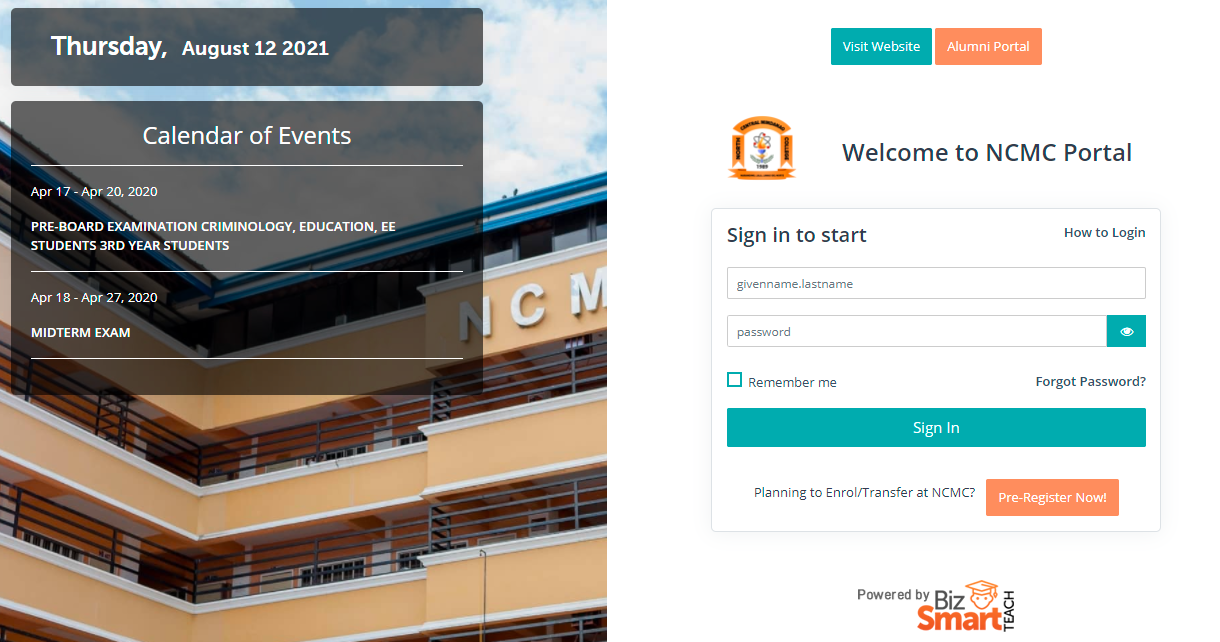 Thursday, August 12 2021
Calendar of Events
Apr 17 - Apr 20, 2020
PRE-BOARD EXAMINATION CRIMINOLOGY, EDUCATION, EE
STUDENTS 3RD YEAR STUDENTS
Apr 18 - Apr 27, 2020
MIDTERM EXAM
NCM
Visit Website
Alumni Portal
NORTH
CENTRAL MINDANAO
COLLEGE
1989
Welcome to NCMC Portal
Sign in to start
How to Login
givenname.lastname
password
Remember me
Forgot Password?
Sign In
Planning to Enrol/Transfer at NCMC?
Pre-Register Now!
Powered by
Biz
Smart
TEACH